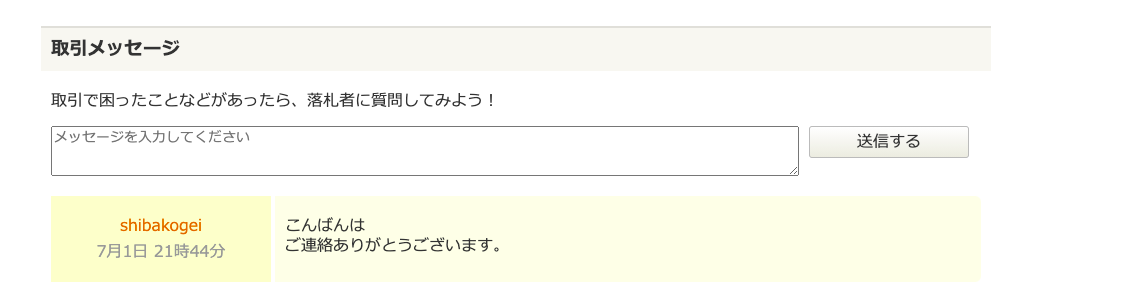 取引メッセージ
取引で困ったことなどがあったら、落札者に質問してみよう！
メッセージを入力してください
送信する
shibakogei
7月1日 21時44分
こんばんは
ご連絡ありがとうございます。